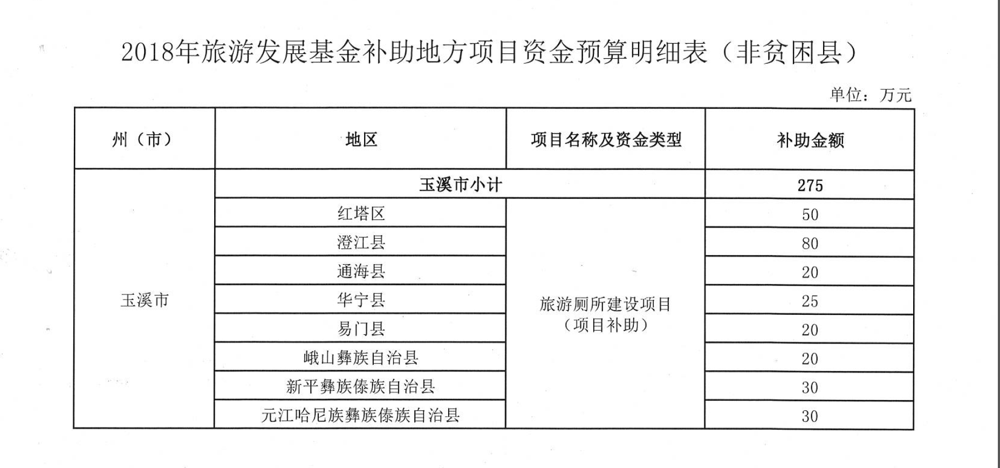 2018年旅游发展基金补助地方项目资金预算明细表（非贫困县）
单位：万元
州（市） 地区 项目名称及资金类型 补助金额
玉溪市小计 275
红塔区 50
澄江县 80
通海县 20
玉溪市 华宁县 25
旅游厕所建设项目
（项目补助）
易门县 20
峨山彝族自治县 20
新平彝族傣族自治县 30
元江哈尼族彝族傣族自治县 30